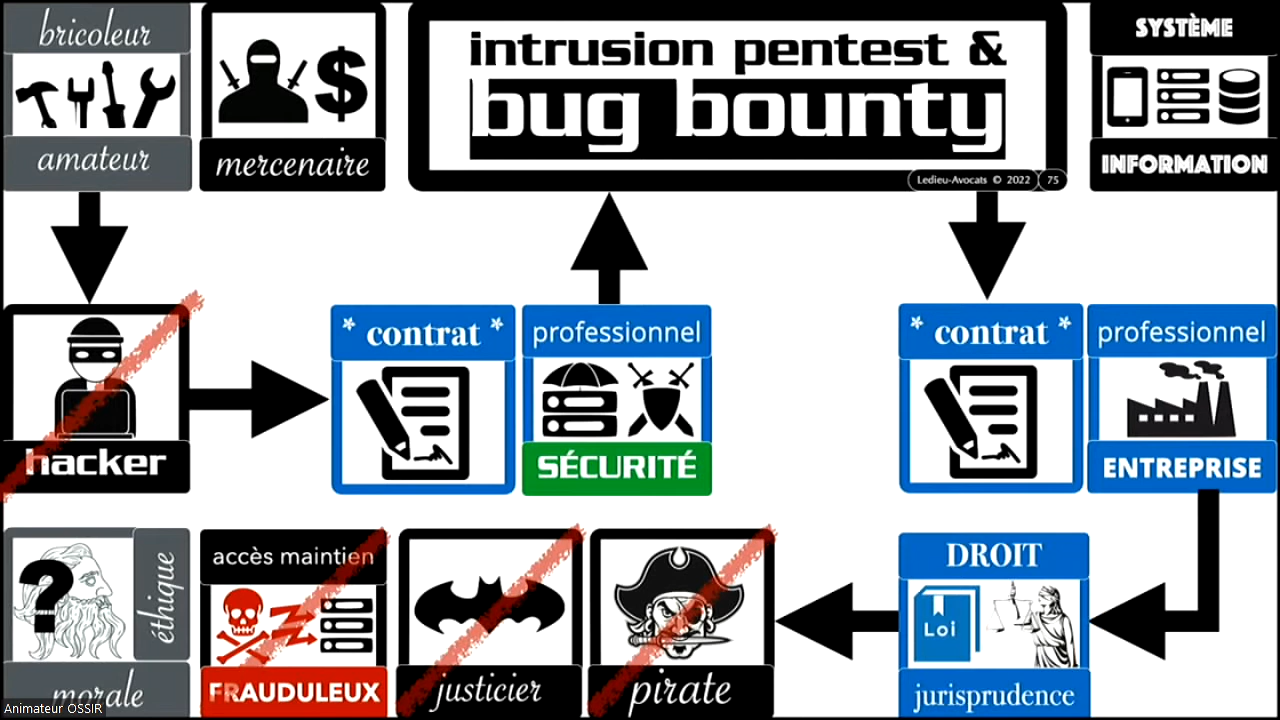 bricoleur
amateur
$
mercenaire
intrusion pentest &
bug bounty
Ledieu-Avocats © 2022 75
SYSTÈME
INFORMATION
hacker
* contrat *
professionnel
SÉCURITÉ
* contrat *
professionnel
ENTREPRISE
?
éthique
morale
accès maintien
FRAUDULEUX
justicier
pirate
DROIT
Loi
jurisprudence
Animateur OSSIR